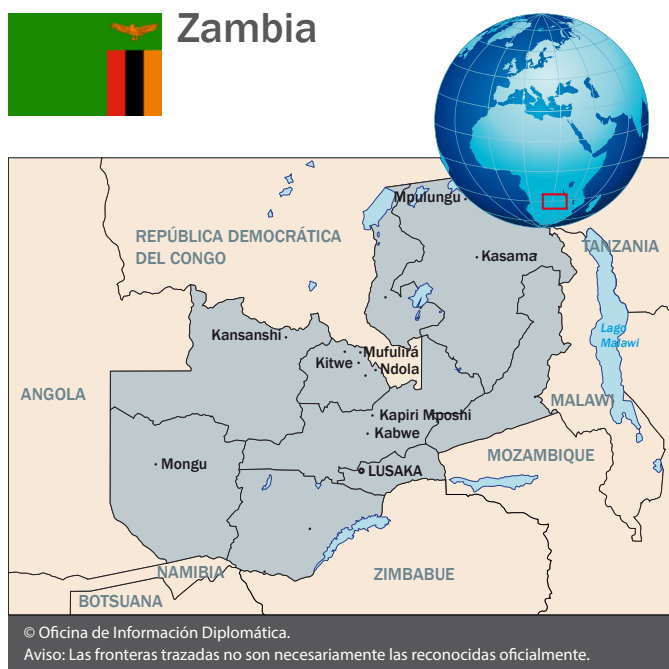 Zambia
Mpulungu
REPÚBLICA DEMOCRÁTICA
DEL CONGO
TANZANIA
Kasama
Lago
Malawi
Kansanshi
Mufulirá
Kitwe
Ndola
ANGOLA
MALAWI
Kapiri Mposhi
Kabwe
MOZAMBIQUE
Mongu
LUSAKA
NAMIBIA
ZIMBABUE
BOTSUANA
© Oficina de Información Diplomática.
Aviso: Las fronteras trazadas no son necesariamente las reconocidas oficialmente.